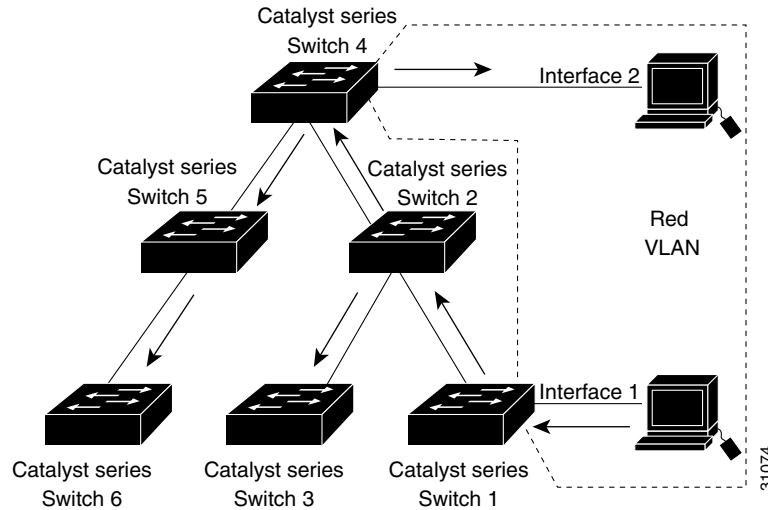 Catalyst series
Switch 4
Interface 2
Catalyst series
Switch 5
Catalyst series
Switch 2
Red
VLAN
Interface 1
Catalyst series
Switch 6
Catalyst series
Switch 3
Catalyst series
Switch 1
31074